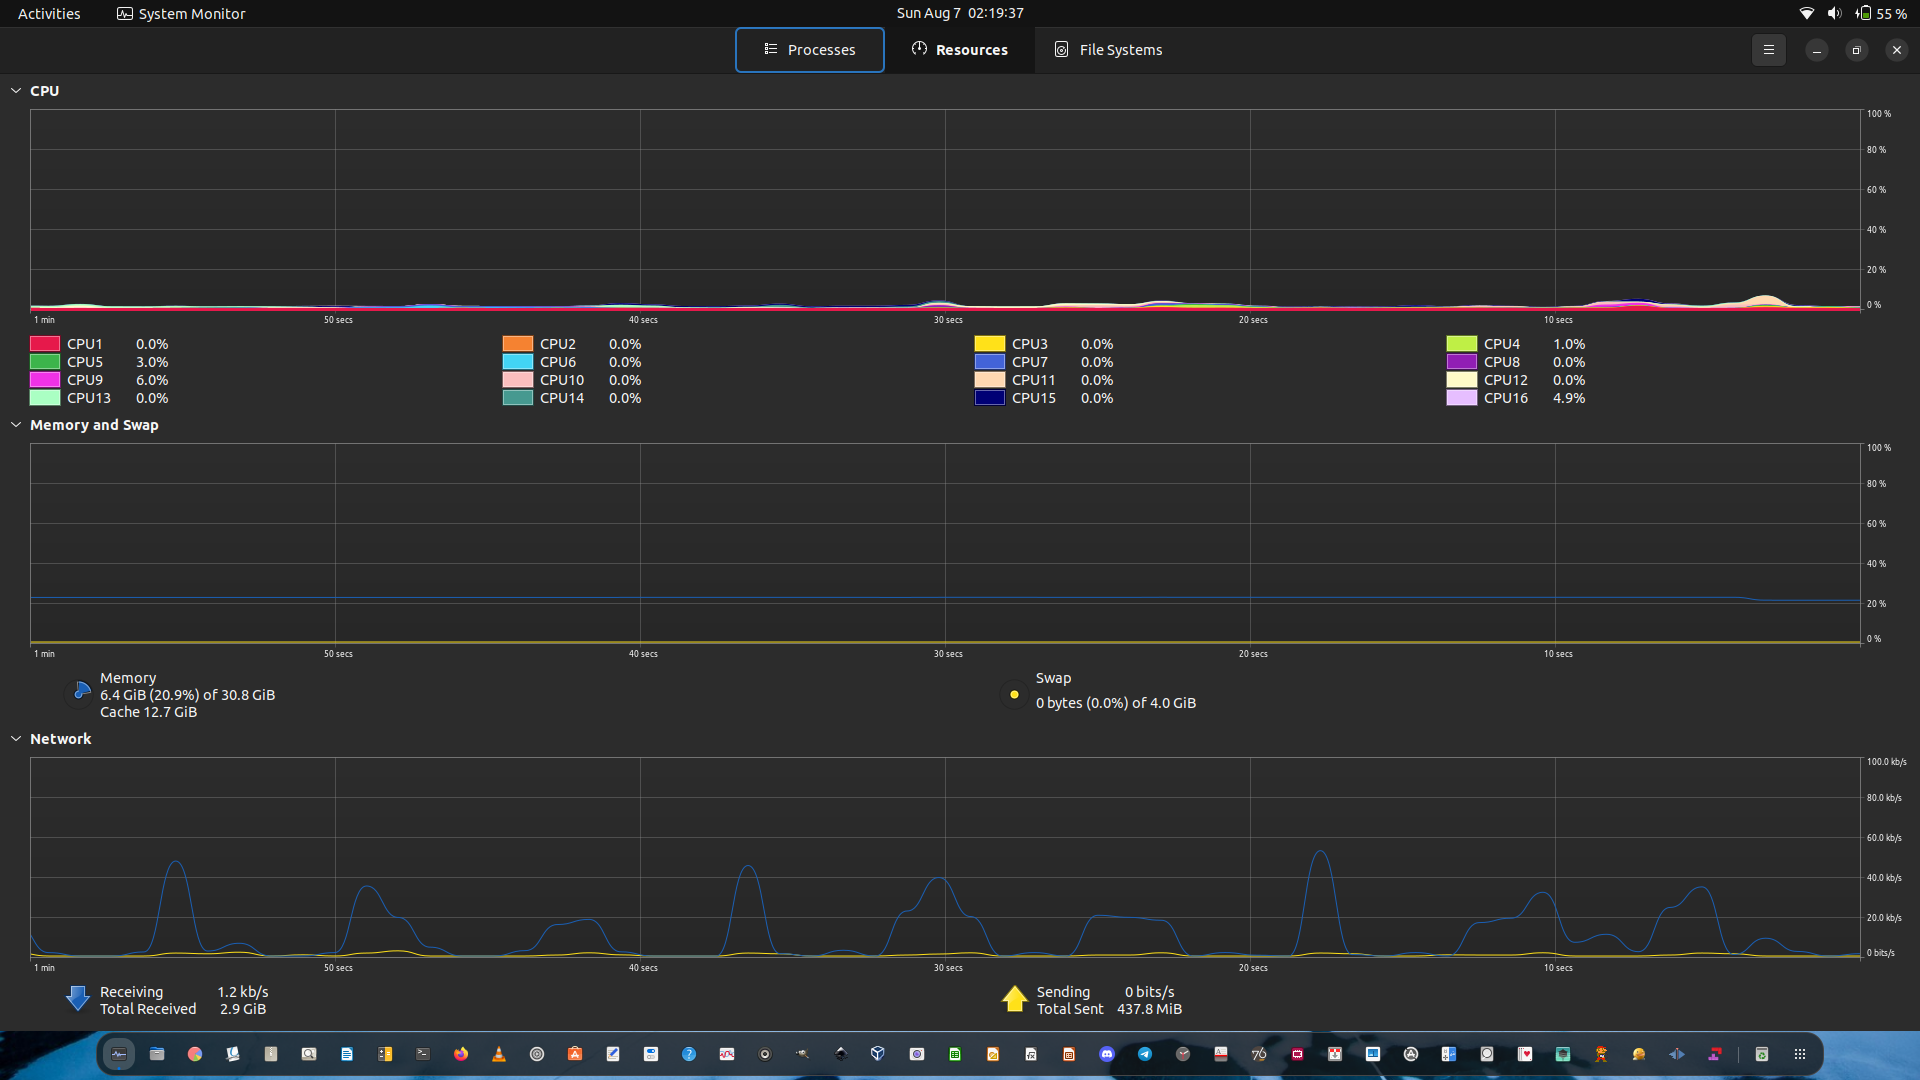 Activities System Monitor Sun Aug 7 02:19:37 55 %
Processes Resources File Systems
CPU
100 %
80 %
60 %
40 %
20 %
0 %
1 min 50 secs 40 secs 30 secs 20 secs 10 secs
CPU1 0.0% CPU2 0.0% CPU3 0.0% CPU4 1.0%
CPU5 3.0% CPU6 0.0% CPU7 0.0% CPU8 0.0%
CPU9 6.0% CPU10 0.0% CPU11 0.0% CPU12 0.0%
CPU13 0.0% CPU14 0.0% CPU15 0.0% CPU16 4.9%
Memory and Swap
100 %
80 %
60 %
40 %
20 %
0 %
1 min 50 secs 40 secs 30 secs 20 secs 10 secs
Memory
6.4 GiB (20.9%) of 30.8 GiB
Cache 12.7 GiB
Swap
0 bytes (0.0%) of 4.0 GiB
Network
100.0 kb/s
80.0 kb/s
60.0 kb/s
40.0 kb/s
20.0 kb/s
0 bits/s
1 min 50 secs 40 secs 30 secs 20 secs 10 secs
Receiving 1.2 kb/s
Total Received 2.9 GiB
Sending 0 bits/s
Total Sent 437.8 MiB
76